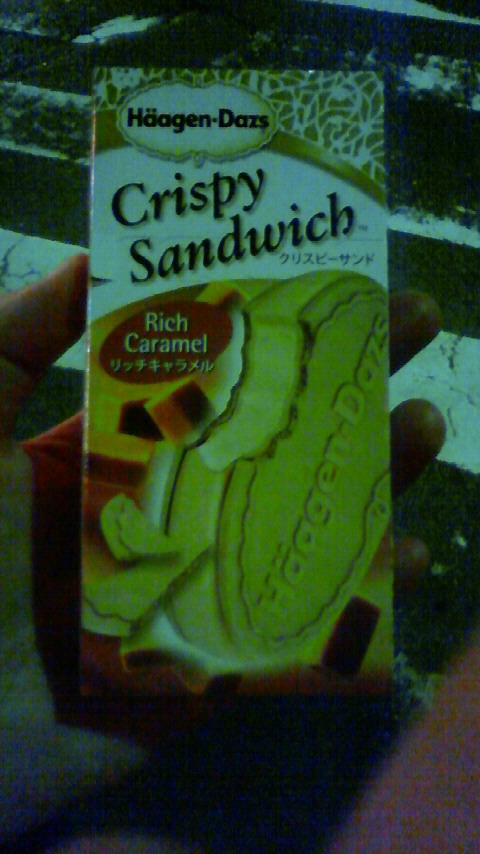 Häagen-Dazs
Crispy
Sandwich™
クリスピーサンド
Rich
Caramel
リッチキャラメル
Häagen-Dazs